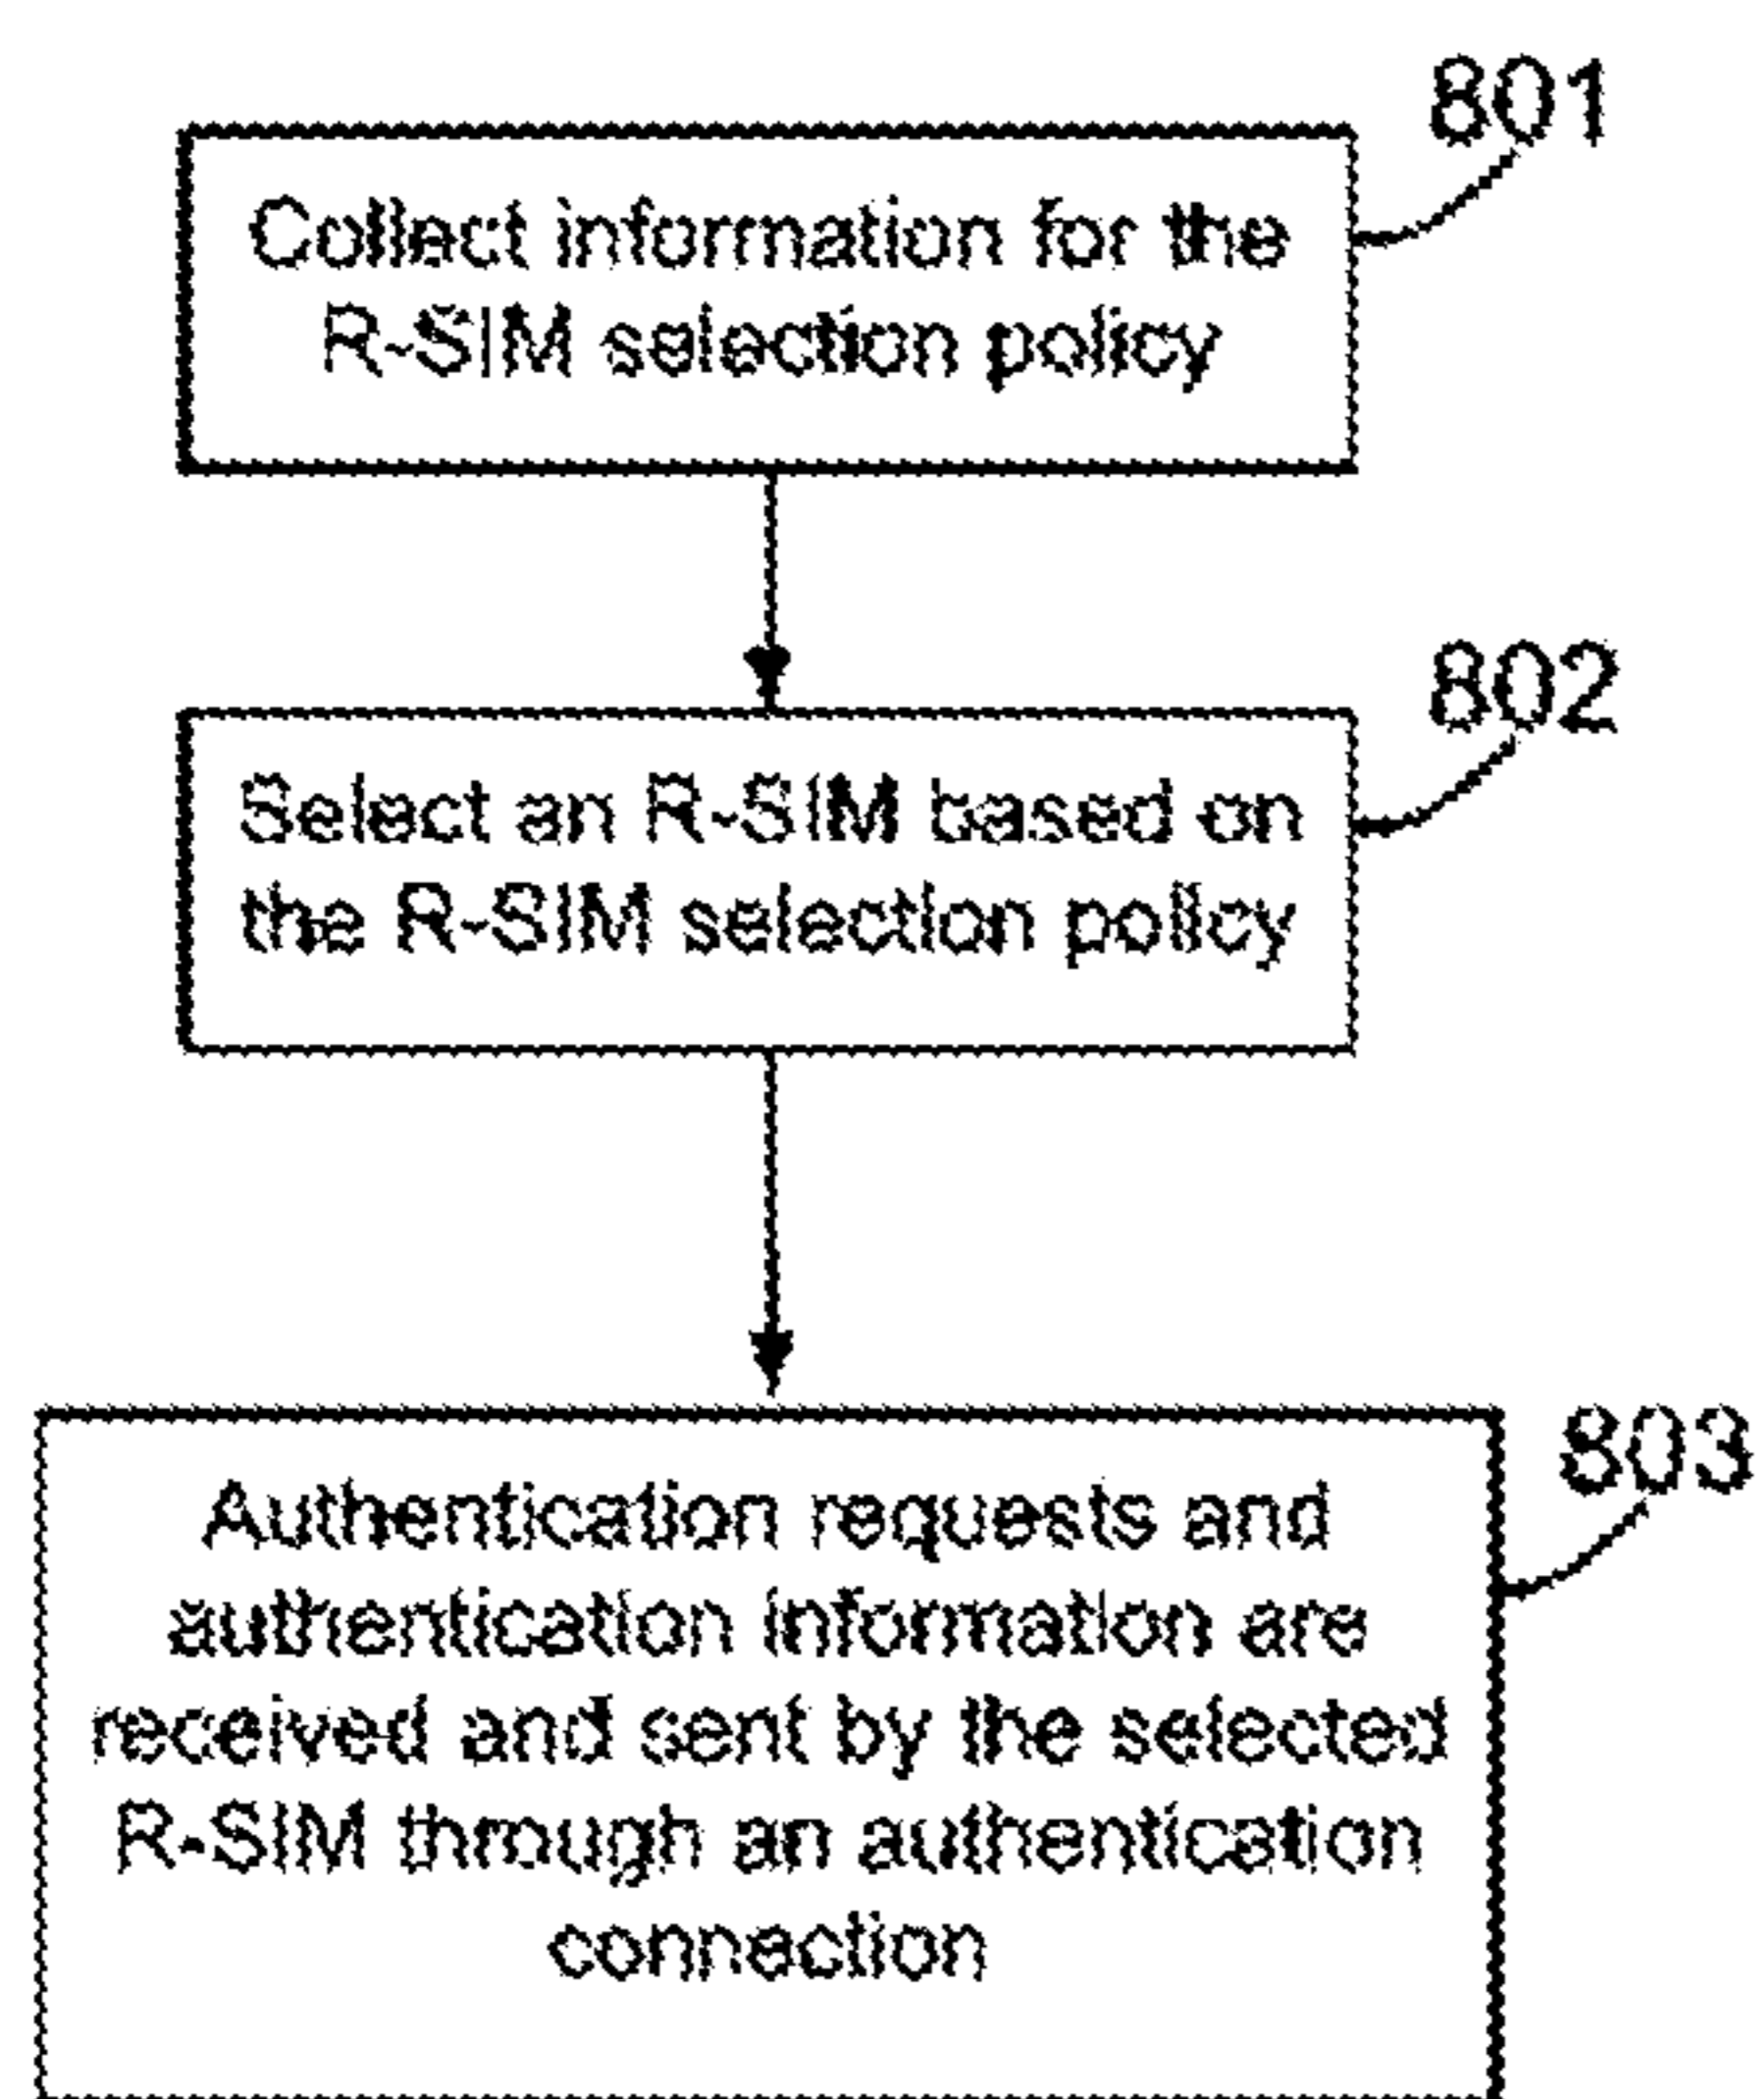 801
Collect information for the
R-SIM selection policy
802
Select an R-SIM based on
the R-SIM selection policy
803
Authentication requests and
authentication information are
received and sent by the selected
R-SIM through an authentication
connection